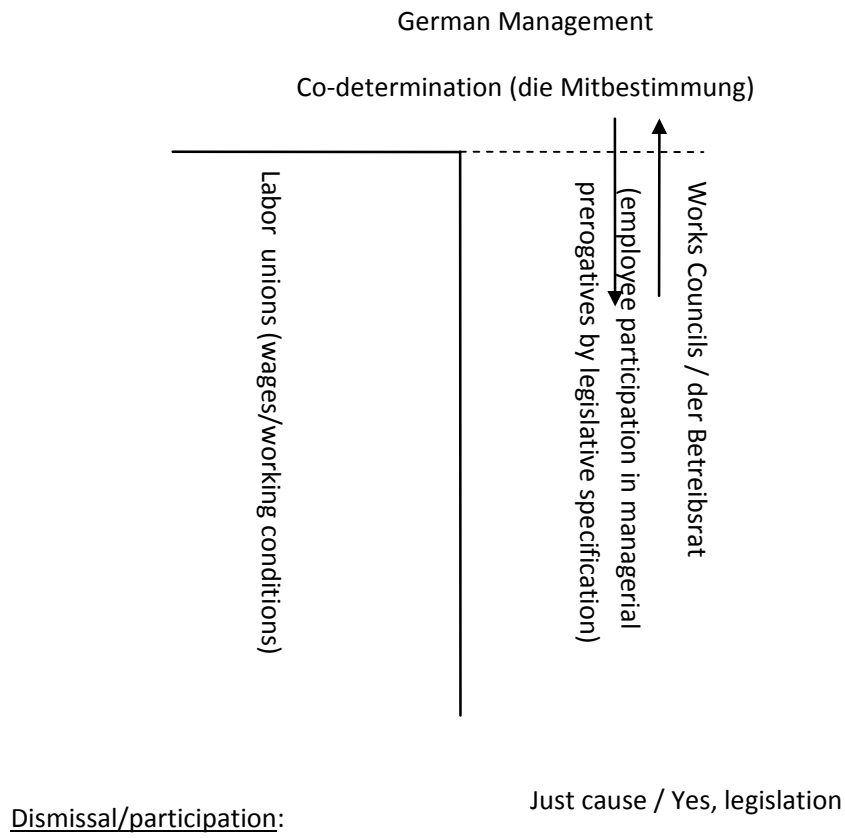 German Management
Co-determination (die Mitbestimmung)
Labor unions (wages/working conditions)
(employee participation in managerial
prerogatives by legislative specification)
Works Councils / der Betreibsrat
Just cause / Yes, legislation
Dismissal/participation: